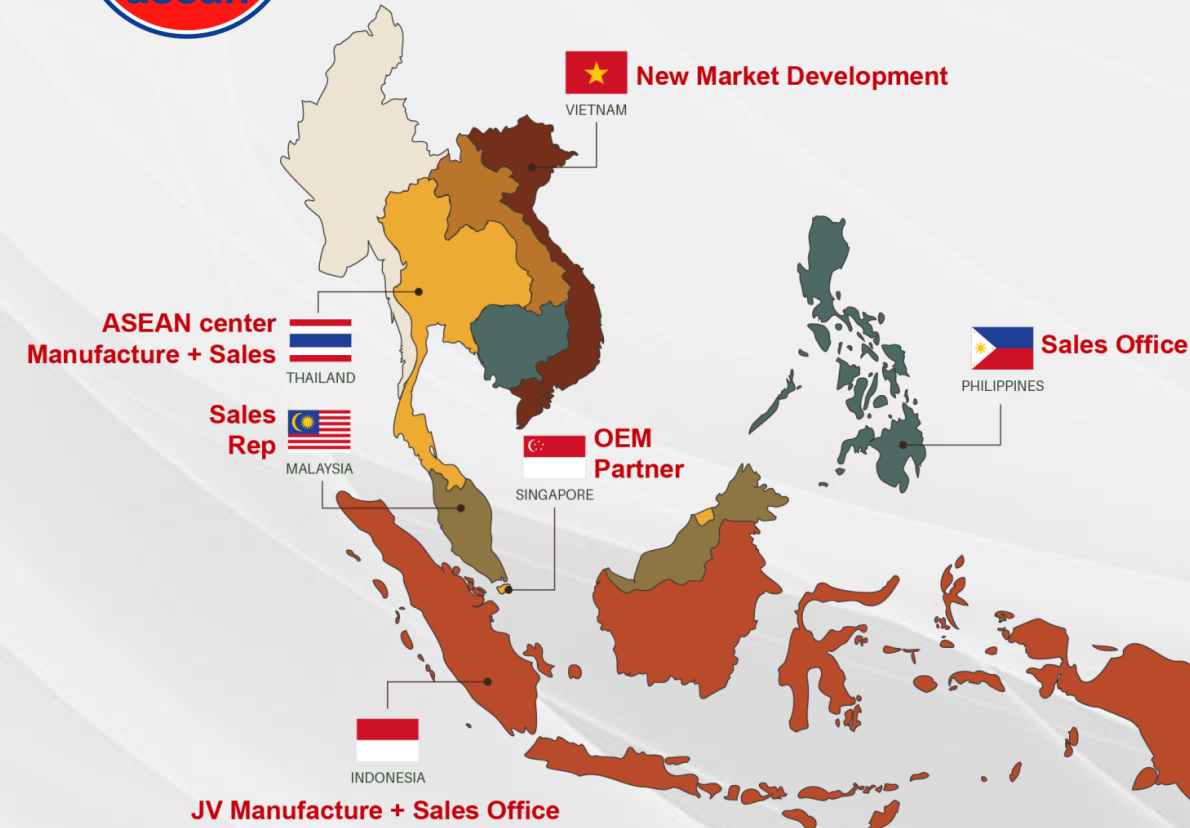 asean
New Market Development
VIETNAM
ASEAN center
Manufacture + Sales
THAILAND
Sales
Rep
MALAYSIA
OEM
Partner
SINGAPORE
Sales Office
PHILIPPINES
INDONESIA
JV Manufacture + Sales Office